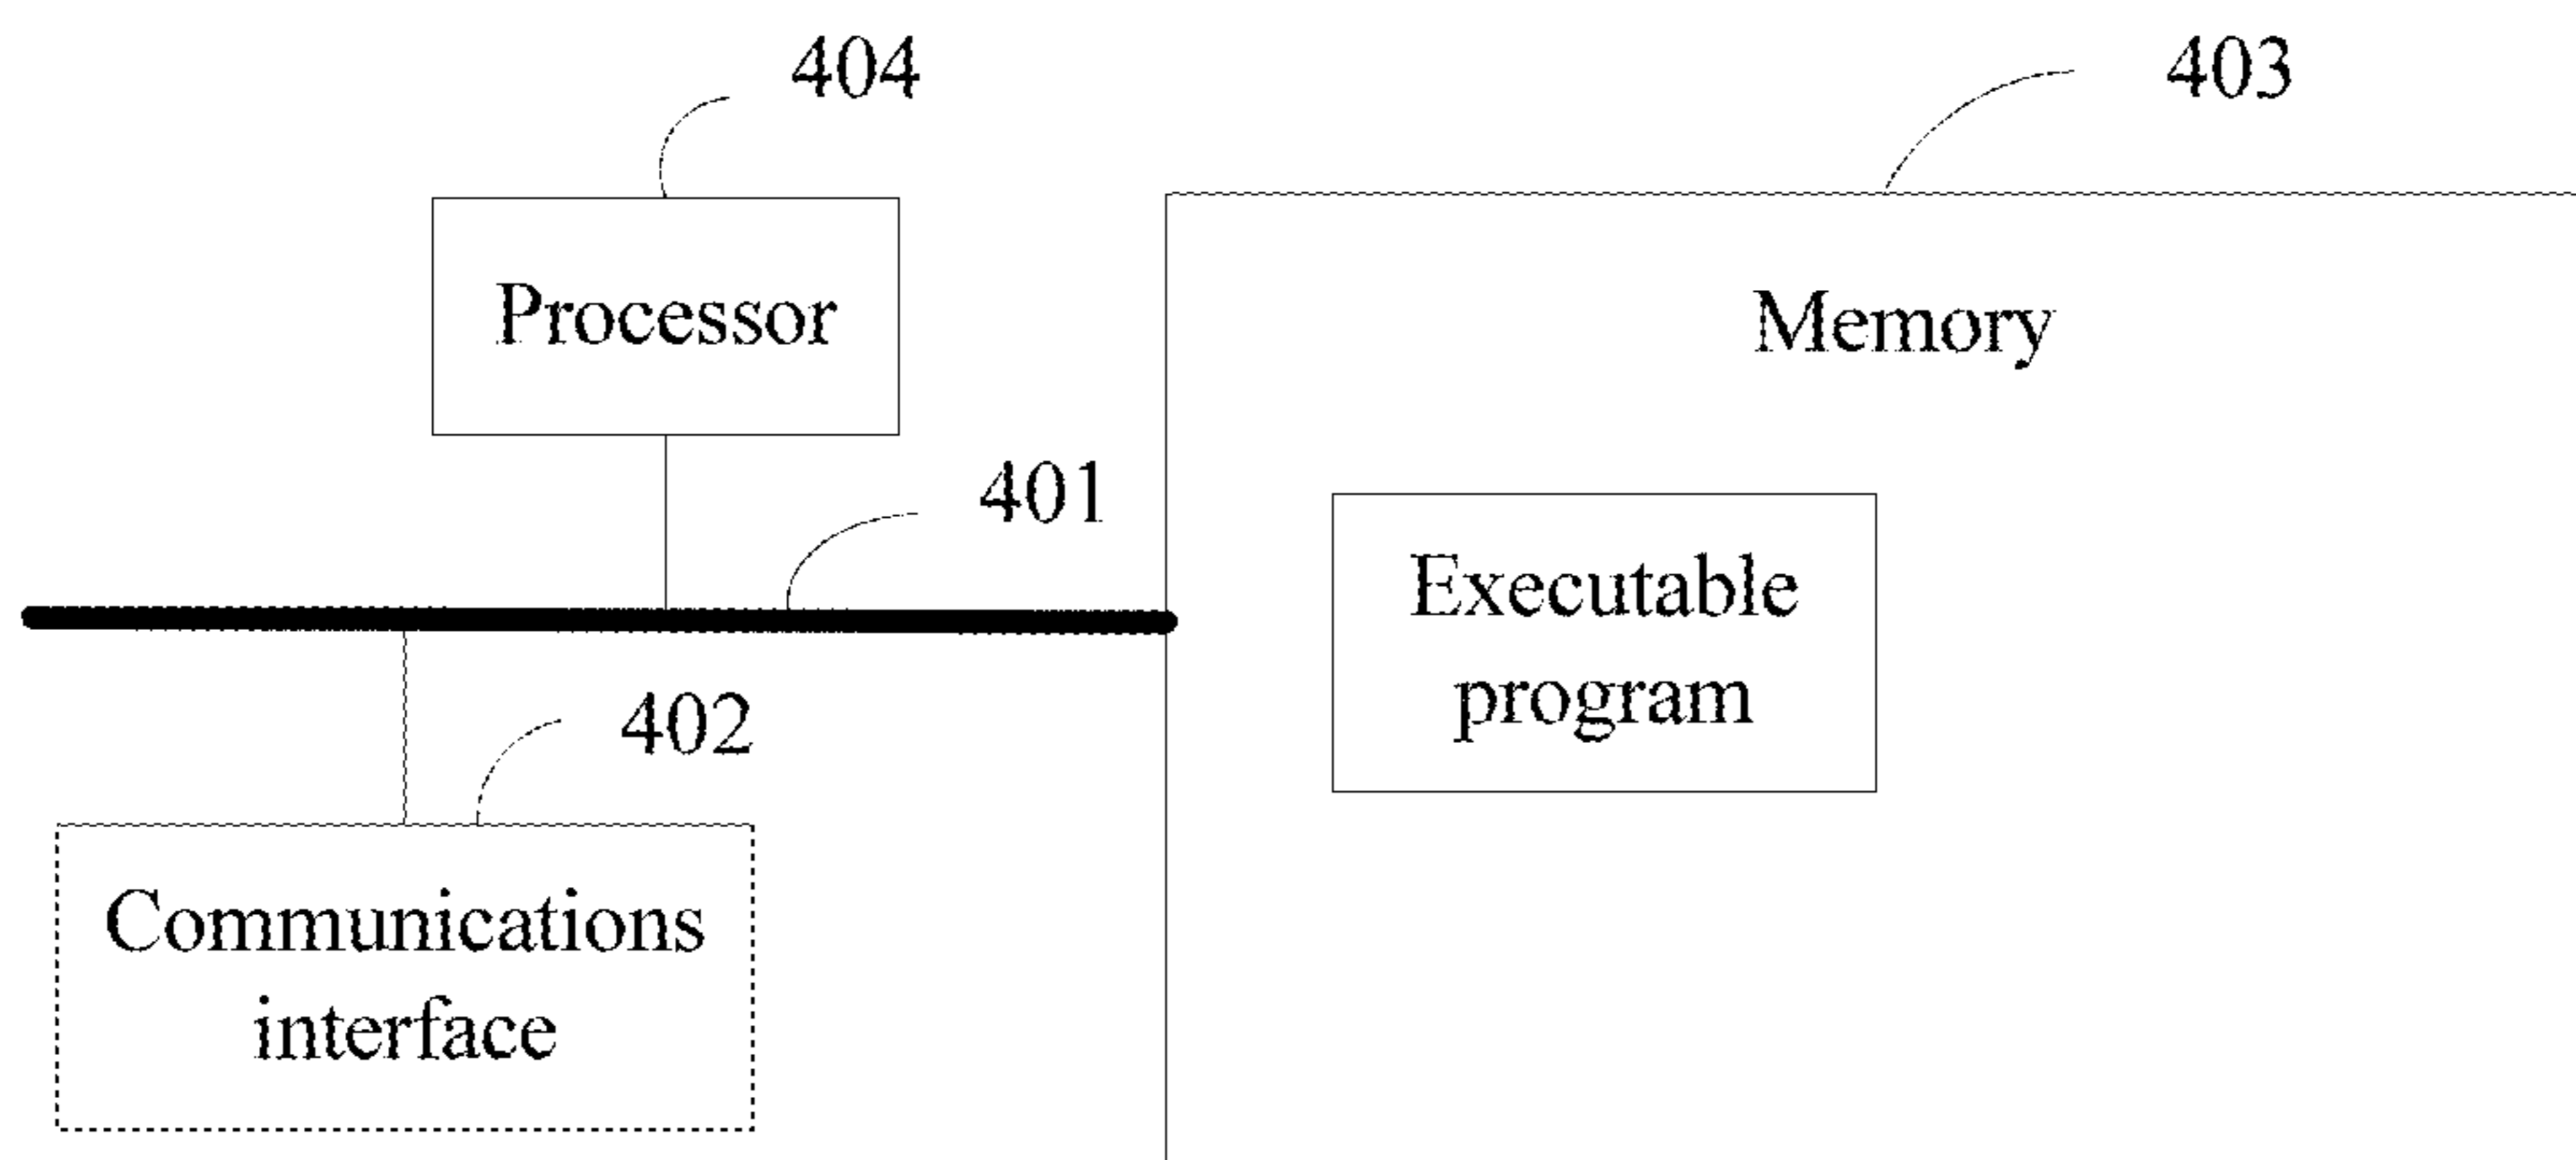 404
403
Processor
Memory
401
Executable
program
402
Communications
interface